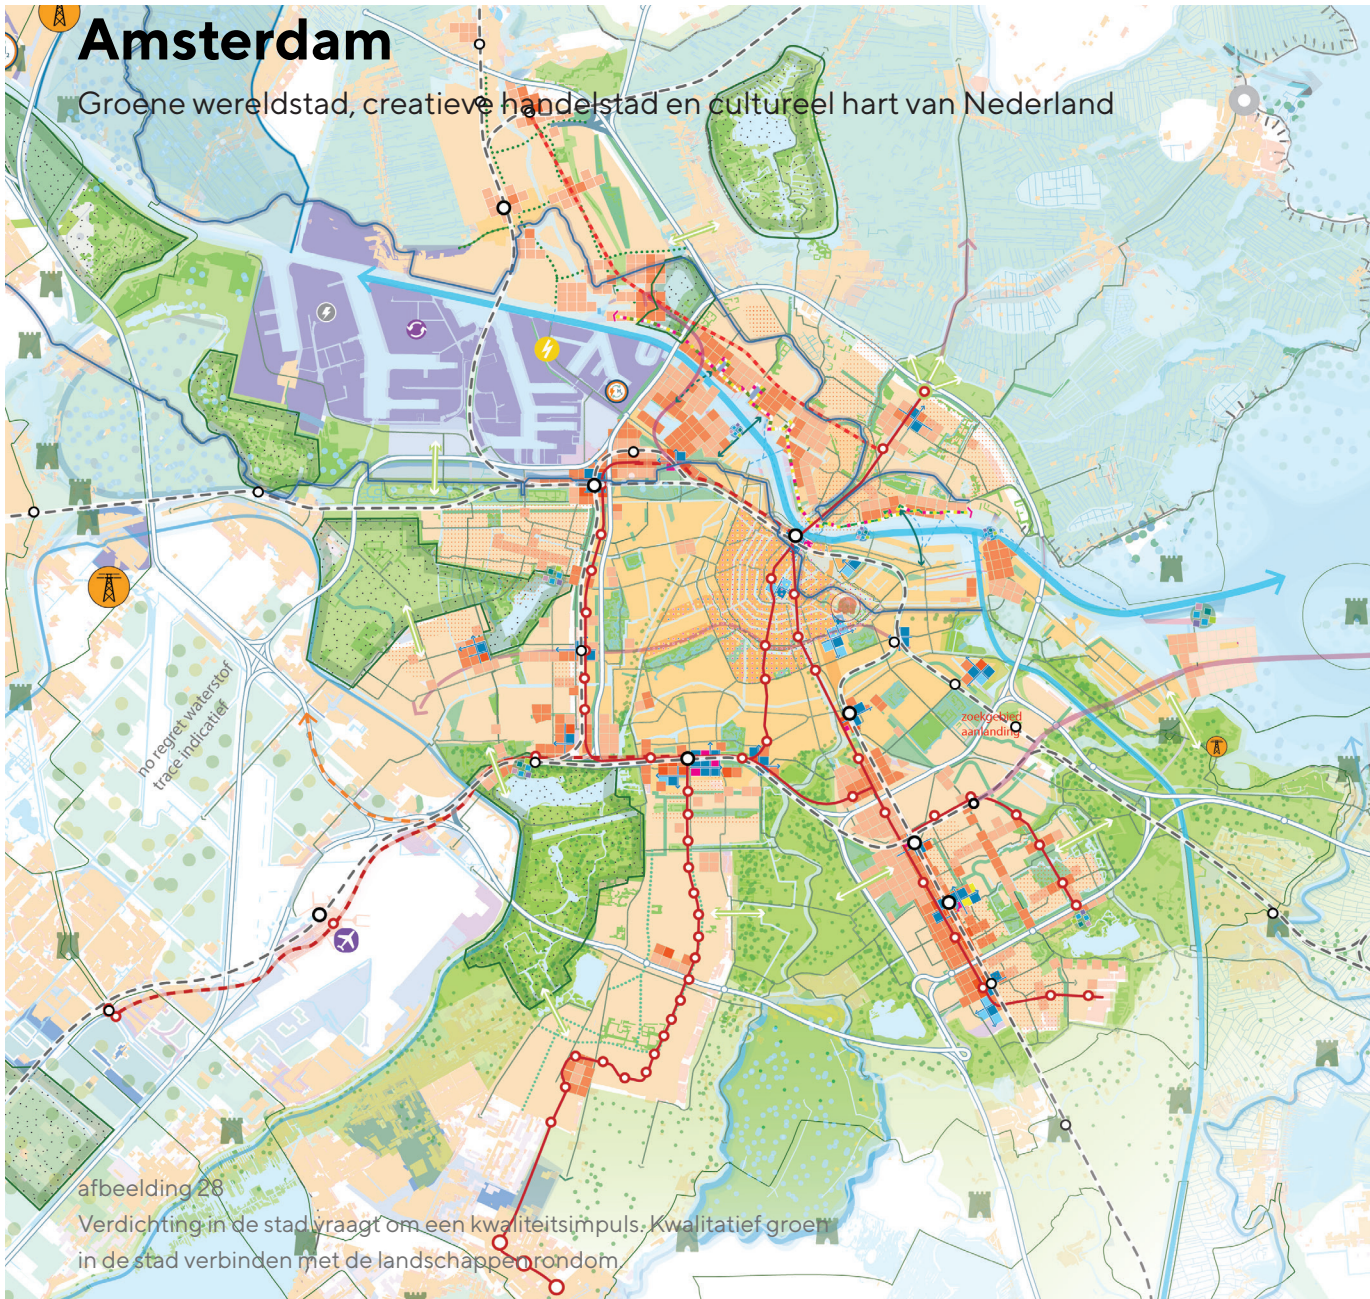 Amsterdam
Groene wereldstad, creatieve handelstad en cultureel hart van Nederland
no regret waterstof
trace indicatief
zoekgebied
aanlanding
afbeelding 28
Verdichting in de stad vraagt om een kwaliteitsimpuls. Kwalitatief groen
in de stad verbinden met de landschappen rondom.